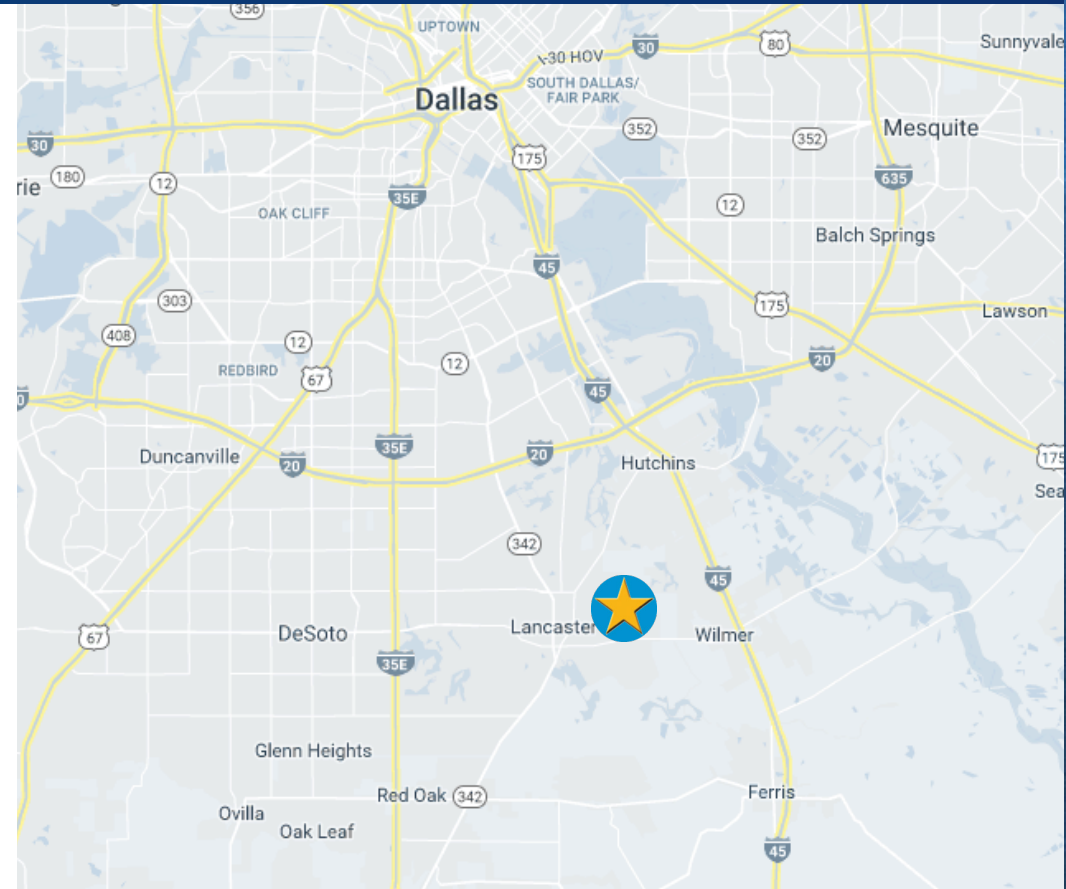 356
UPTOWN
30
80
I-30 HOV
Sunnyvale
SOUTH DALLAS/
FAIR PARK
Dallas
352
352
Mesquite
30
175
rie
180
12
35E
635
12
OAK CLIFF
Balch Springs
45
303
175
Lawson
408
12
20
12
REDBIRD
67
45
0
35E
Duncanville
20
20
Hutchins
175
Sea
342
45
67
DeSoto
Lancaster
Wilmer
35E
Glenn Heights
Red Oak
342
Ferris
Ovilla
Oak Leaf
45